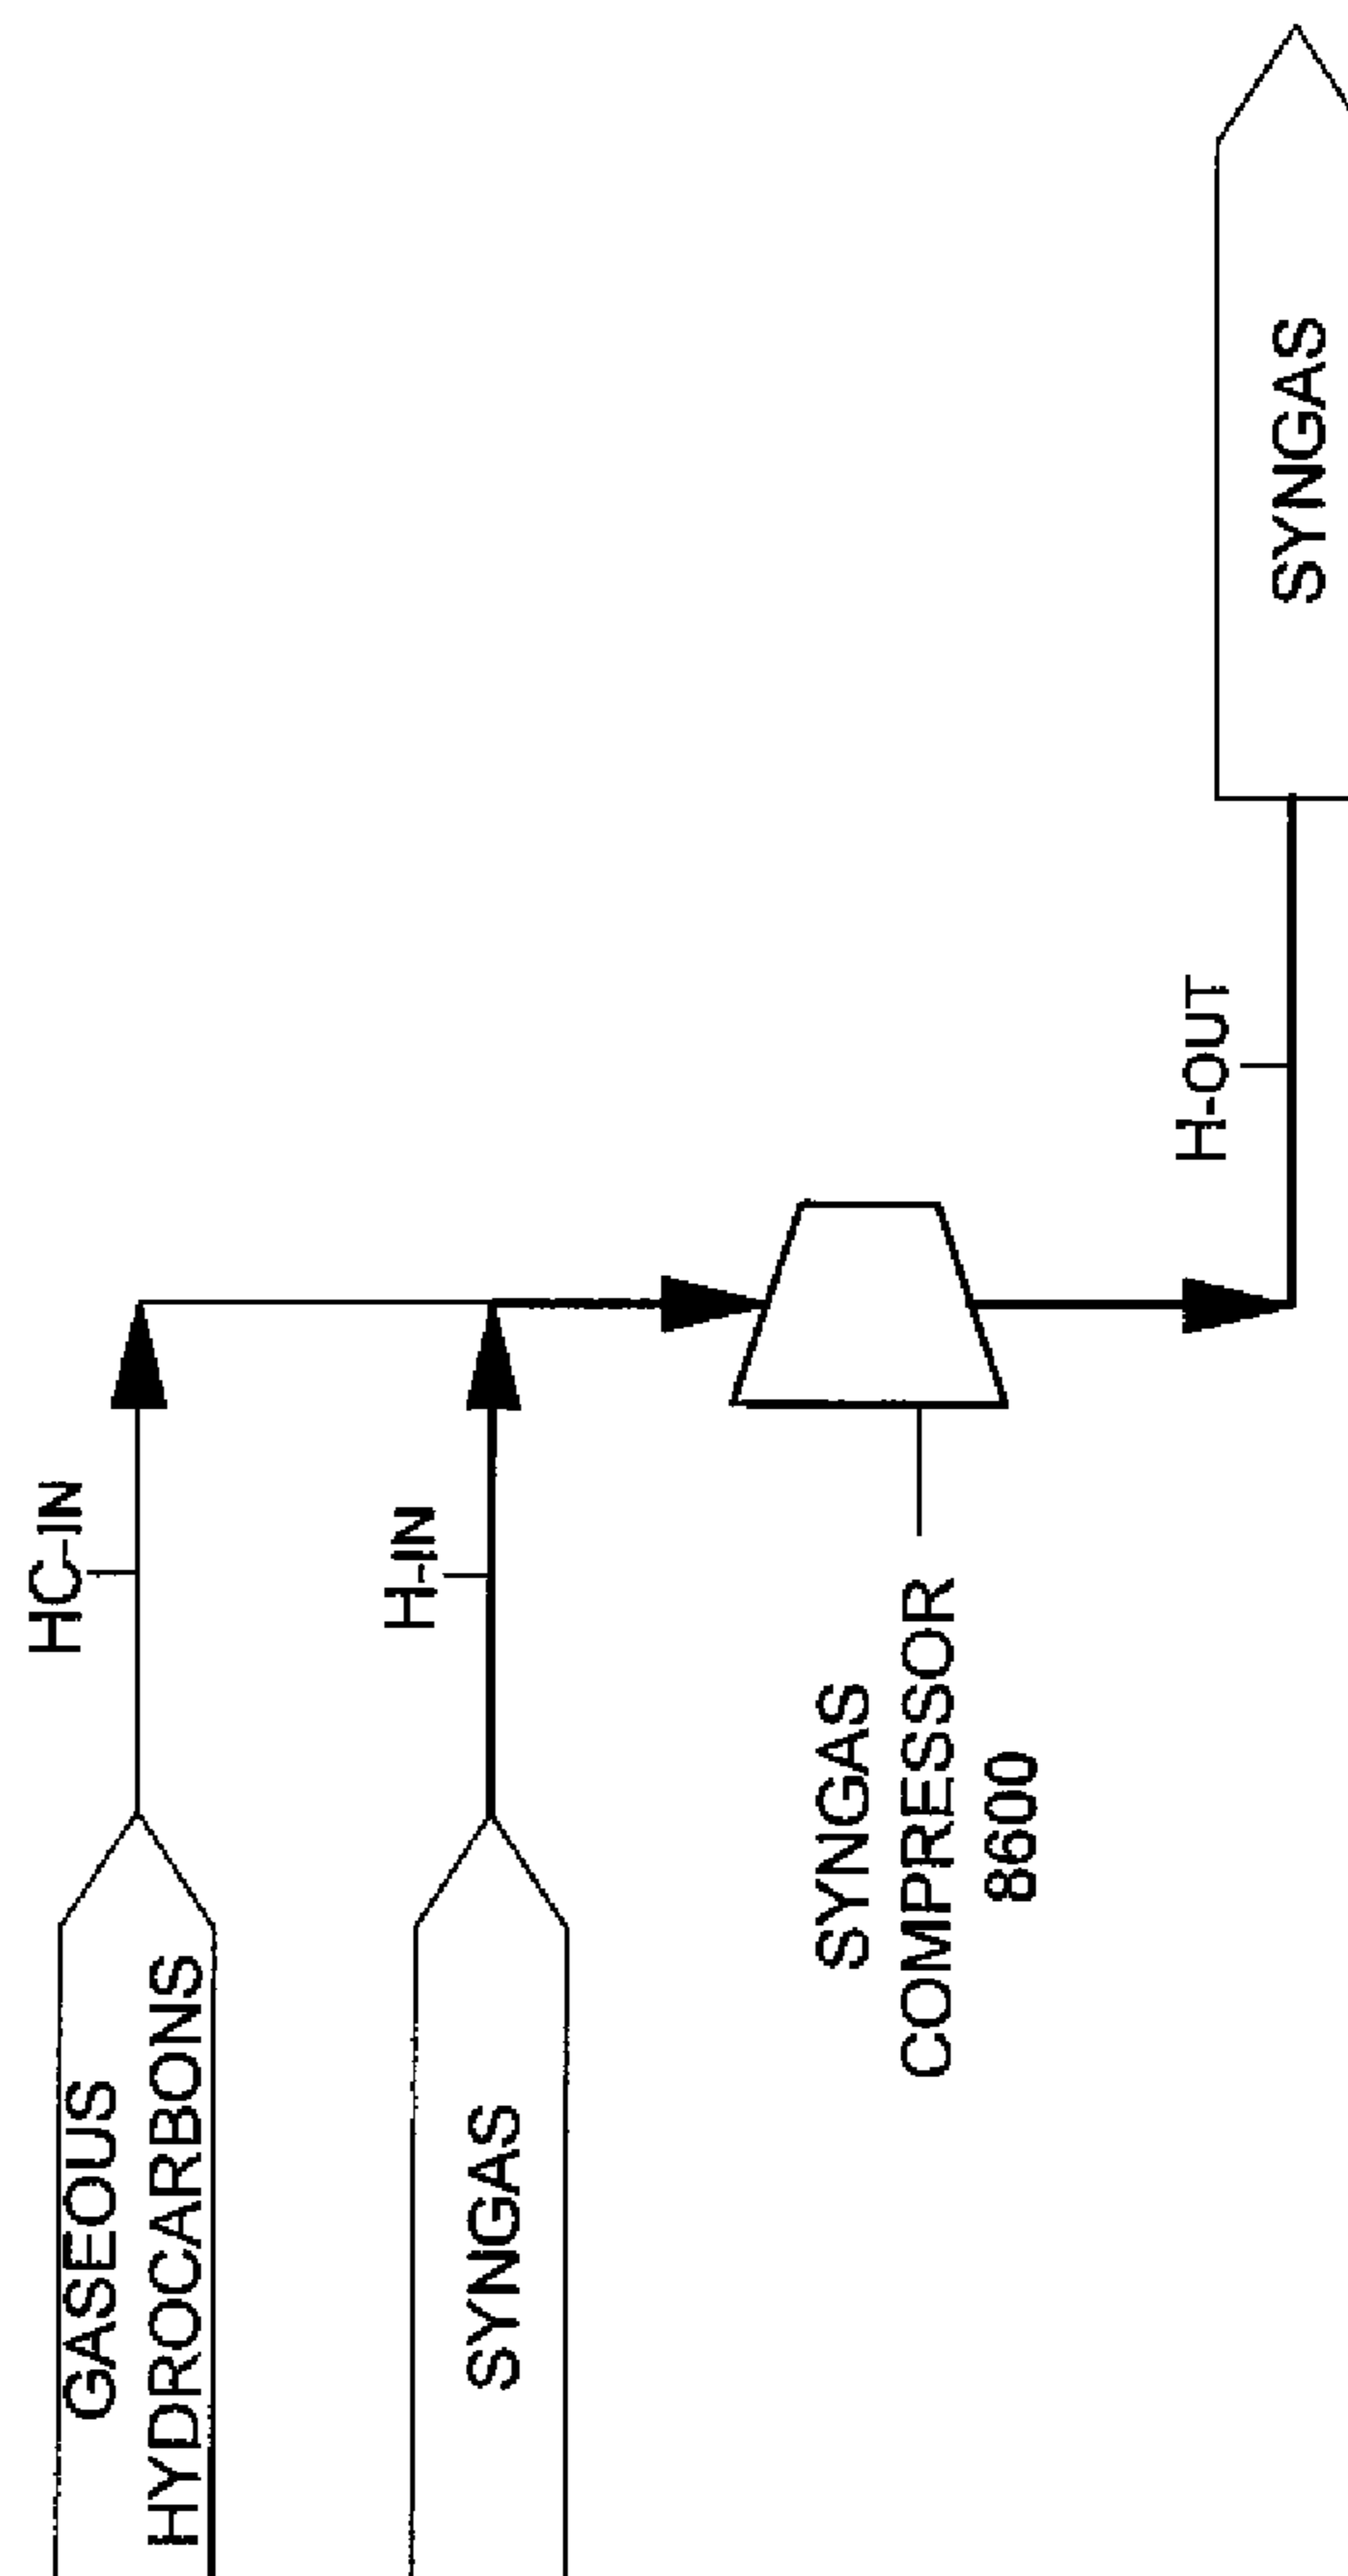 GASEOUS
HYDROCARBONS
HC-IN
SYNGAS
H-IN
SYNGAS
COMPRESSOR
8600
H-OUT
SYNGAS